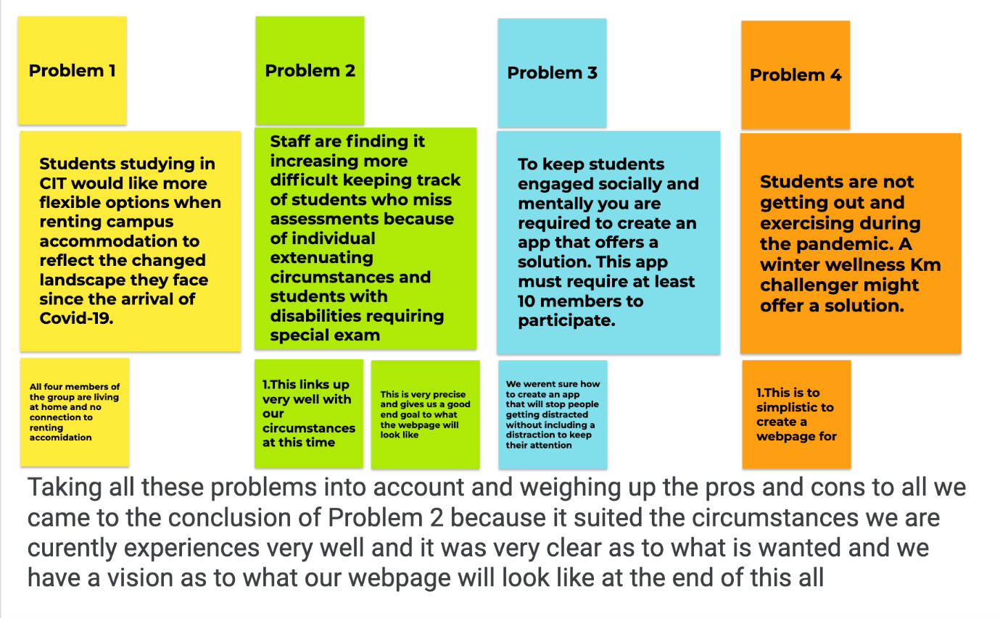 Problem 1
Students studying in
CIT would like more
flexible options when
renting campus
accommodation to
reflect the changed
landscape they face
since the arrival of
Covid-19.
All four members of
the group are living
at home and no
connection to
renting
accomidation
Problem 2
Staff are finding it
increasing more
difficult keeping track
of students who miss
assessments because
of individual
extenuating
circumstances and
students with
disabilities requiring
special exam
1.This links up
very well with
our
circumstances
at this time
This is very precise
and gives us a good
end goal to what
the webpage will
look like
Problem 3
To keep students
engaged socially and
mentally you are
required to create an
app that offers a
solution. This app
must require at least
10 members to
participate.
We werent sure how
to create an app
that will stop people
getting distracted
without including a
distraction to keep
their attention
Problem 4
Students are not
getting out and
exercising during
the pandemic. A
winter wellness Km
challenger might
offer a solution.
1.This is to
simplistic to
create a
webpage for
Taking all these problems into account and weighing up the pros and cons to all we
came to the conclusion of Problem 2 because it suited the circumstances we are
curently experiences very well and it was very clear as to what is wanted and we
have a vision as to what our webpage will look like at the end of this all